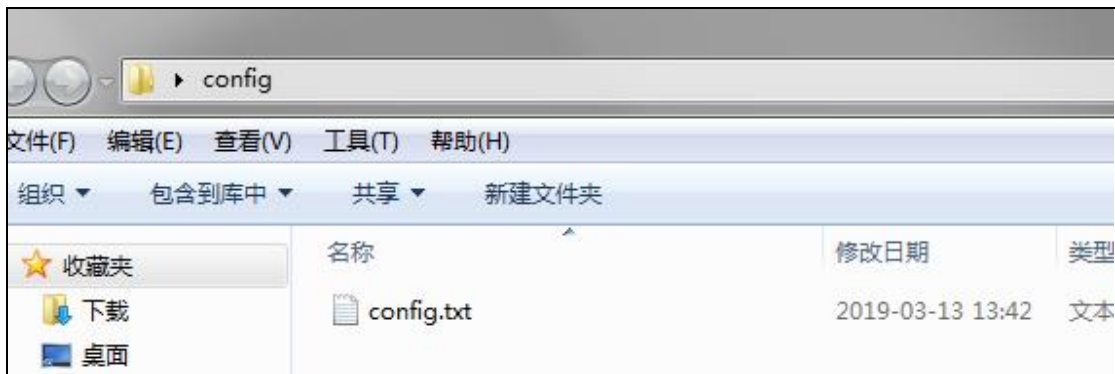 config
文件(F) 编辑(E) 查看(V) 工具(T) 帮助(H)
组织 包含到库中 共享 新建文件夹
收藏夹 名称 修改日期 类型
下载 config.txt 2019-03-13 13:42 文本
桌面